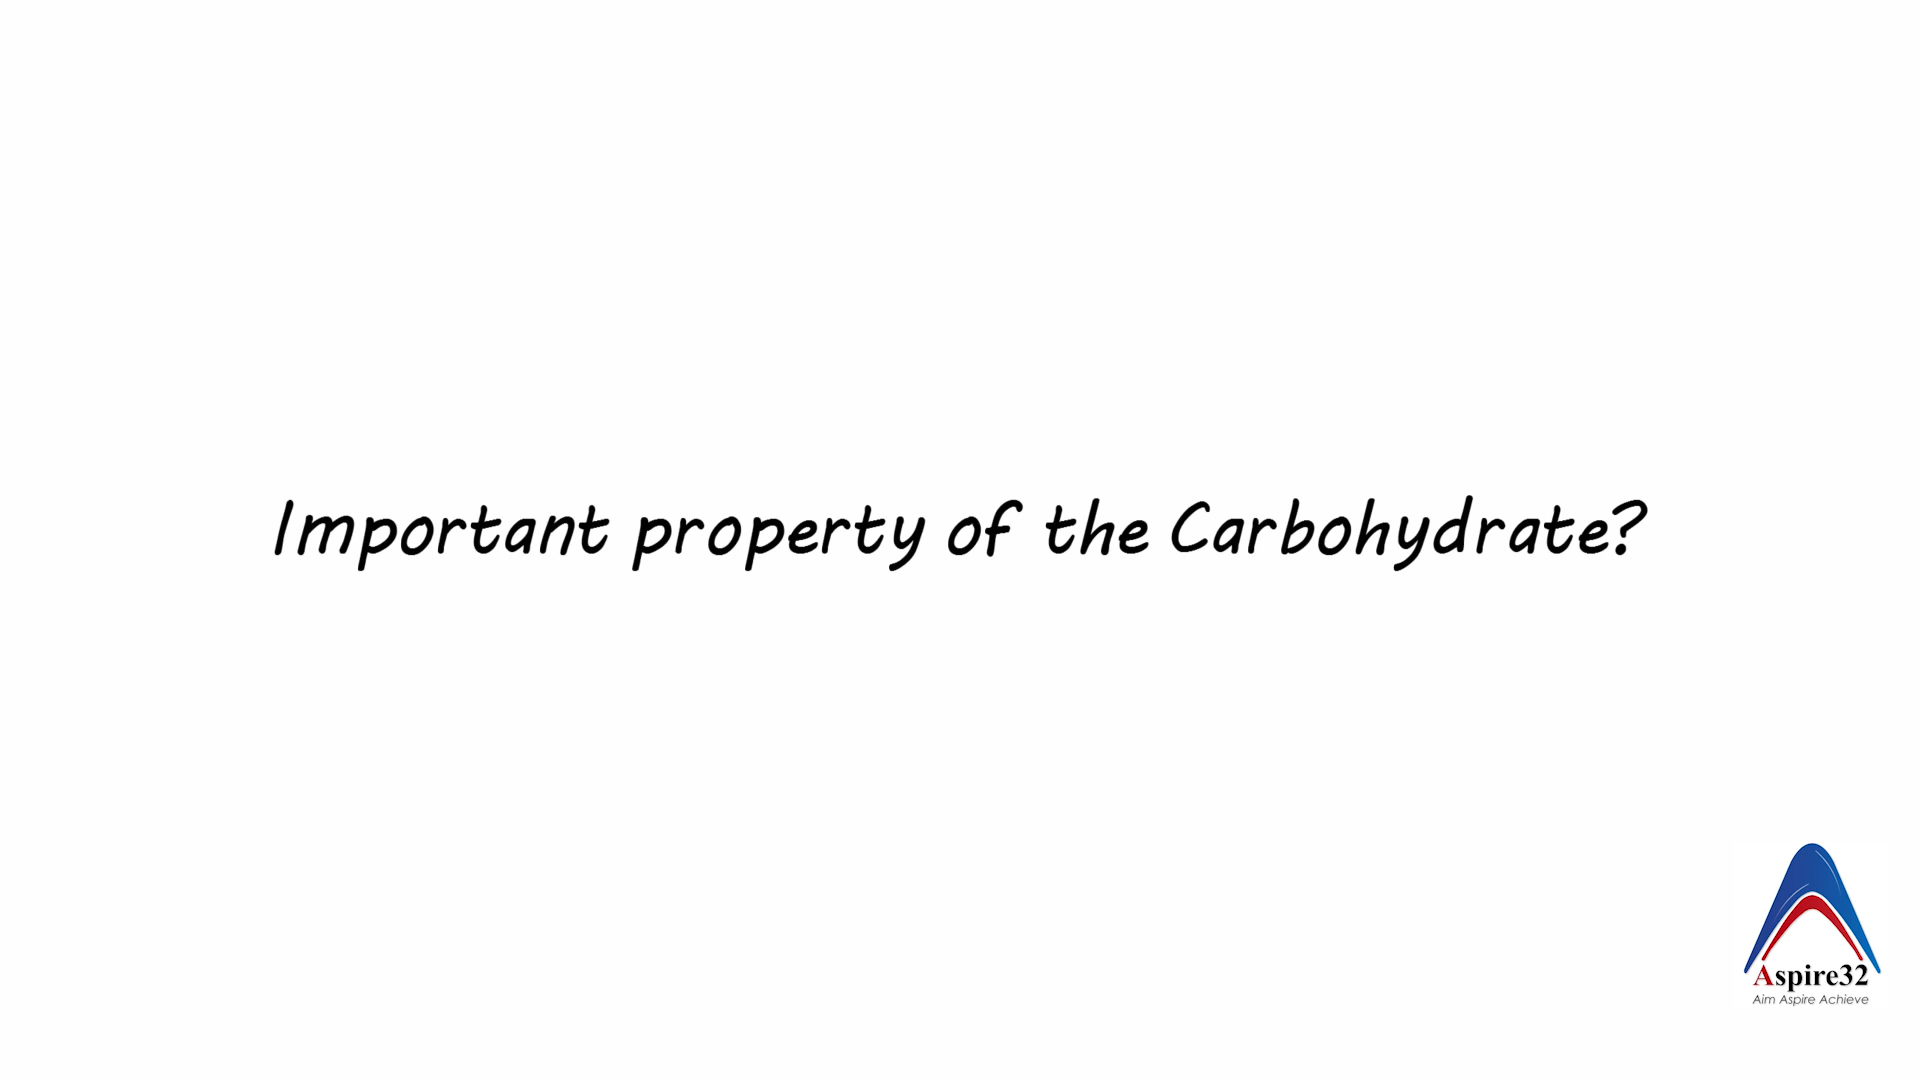 Important property of the Carbohydrate?
Aspire32
Aim Aspire Achieve